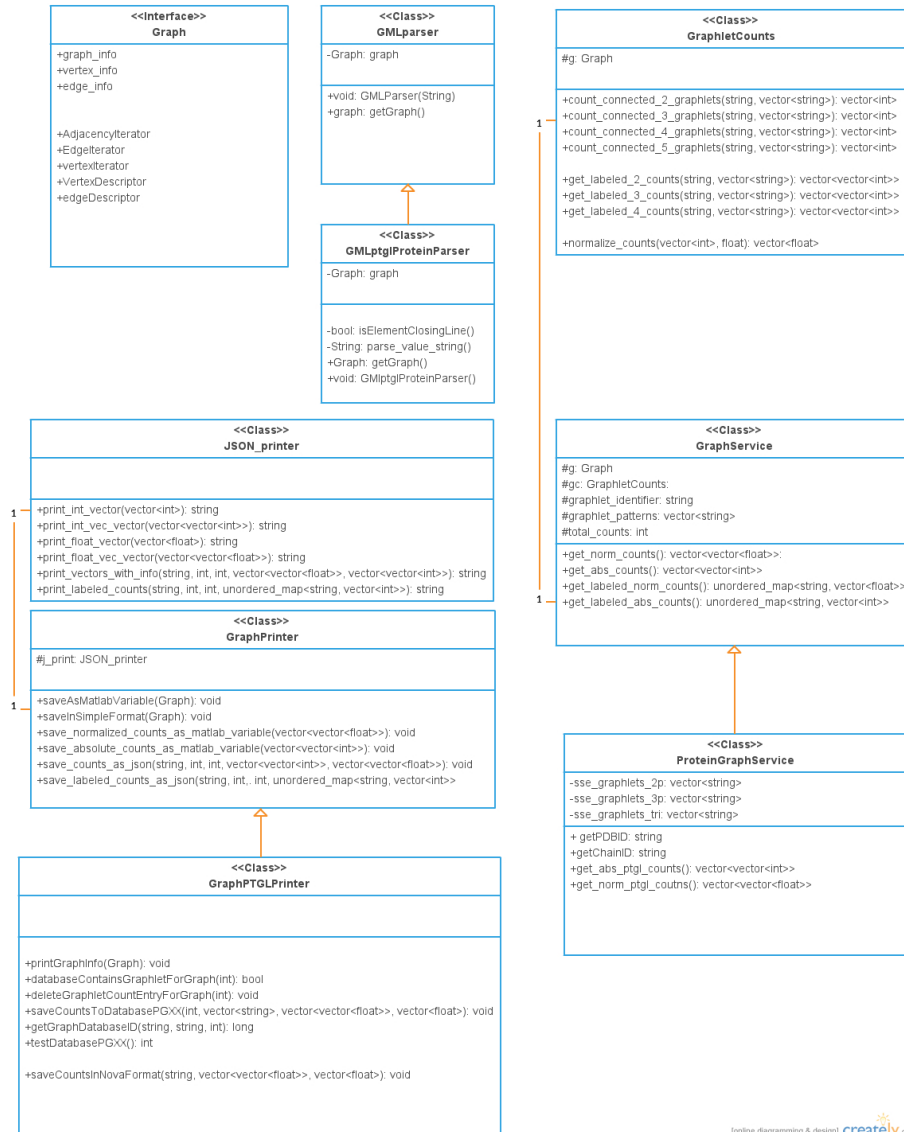 <<Interface>>
Graph
+graph_info
+vertex_info
+edge_info
+AdjacencyIterator
+EdgeIterator
+vertexIterator
+VertexDescriptor
+edgeDescriptor
<<Class>>
GMLparser
-Graph: graph
+void: GMLParser(String)
+graph: getGraph()
<<Class>>
GMLptglProteinParser
-Graph: graph
-bool: isElementClosingLine()
-String: parse_value_string()
+Graph: getGraph()
+void: GMlptglProteinParser()
<<Class>>
GraphletCounts
#g: Graph
+count_connected_2_graphlets(string, vector<string>): vector<int>
+count_connected_3_graphlets(string, vector<string>): vector<int>
+count_connected_4_graphlets(string, vector<string>): vector<int>
+count_connected_5_graphlets(string, vector<string>): vector<int>
+get_labeled_2_counts(string, vector<string>): vector<vector<int>>
+get_labeled_3_counts(string, vector<string>): vector<vector<int>>
+get_labeled_4_counts(string, vector<string>): vector<vector<int>>
+normalize_counts(vector<int>, float): vector<float>
1
1
<<Class>>
JSON_printer
+print_int_vector(vector<int>): string
+print_int_vec_vector(vector<vector<int>>): string
+print_float_vector(vector<float>): string
+print_float_vec_vector(vector<vector<float>>): string
+print_vectors_with_info(string, int, int, vector<vector<float>>, vector<vector<int>>): string
+print_labeled_counts(string, int, int, unordered_map<string, vector<int>>): string
1
1
<<Class>>
GraphPrinter
#j_print: JSON_printer
+saveAsMatlabVariable(Graph): void
+saveInSimpleFormat(Graph): void
+save_normalized_counts_as_matlab_variable(vector<vector<float>>): void
+save_absolute_counts_as_matlab_variable(vector<vector<int>>): void
+save_counts_as_json(string, int, int, vector<vector<int>>, vector<vector<float>>): void
+save_labeled_counts_as_json(string, int,. int, unordered_map<string, vector<int>>
<<Class>>
GraphService
#g: Graph
#gc: GraphletCounts:
#graphlet_identifier: string
#graphlet_patterns: vector<string>
#total_counts: int
+get_norm_counts(): vector<vector<float>>:
+get_abs_counts(): vector<vector<int>>
+get_labeled_norm_counts(): unordered_map<string, vector<float>>
+get_labeled_abs_counts(): unordered_map<string, vector<int>>
<<Class>>
ProteinGraphService
-sse_graphlets_2p: vector<string>
-sse_graphlets_3p: vector<string>
-sse_graphlets_tri: vector<string>
+ getPDBID: string
+getChainID: string
+get_abs_ptgl_counts(): vector<vector<int>>
+get_norm_ptgl_coutns(): vector<vector<float>>
<<Class>>
GraphPTGLPrinter
+printGraphInfo(Graph): void
+databaseContainsGraphletForGraph(int): bool
+deleteGraphletCountEntryForGraph(int): void
+saveCountsToDatabasePGXX(int, vector<string>, vector<vector<float>>, vector<float>): void
+getGraphDatabaseID(string, string, int): long
+testDatabasePGXX(): int
+saveCountsInNovaFormat(string, vector<vector<float>>, vector<float>): void
[online diagramming & design] creately